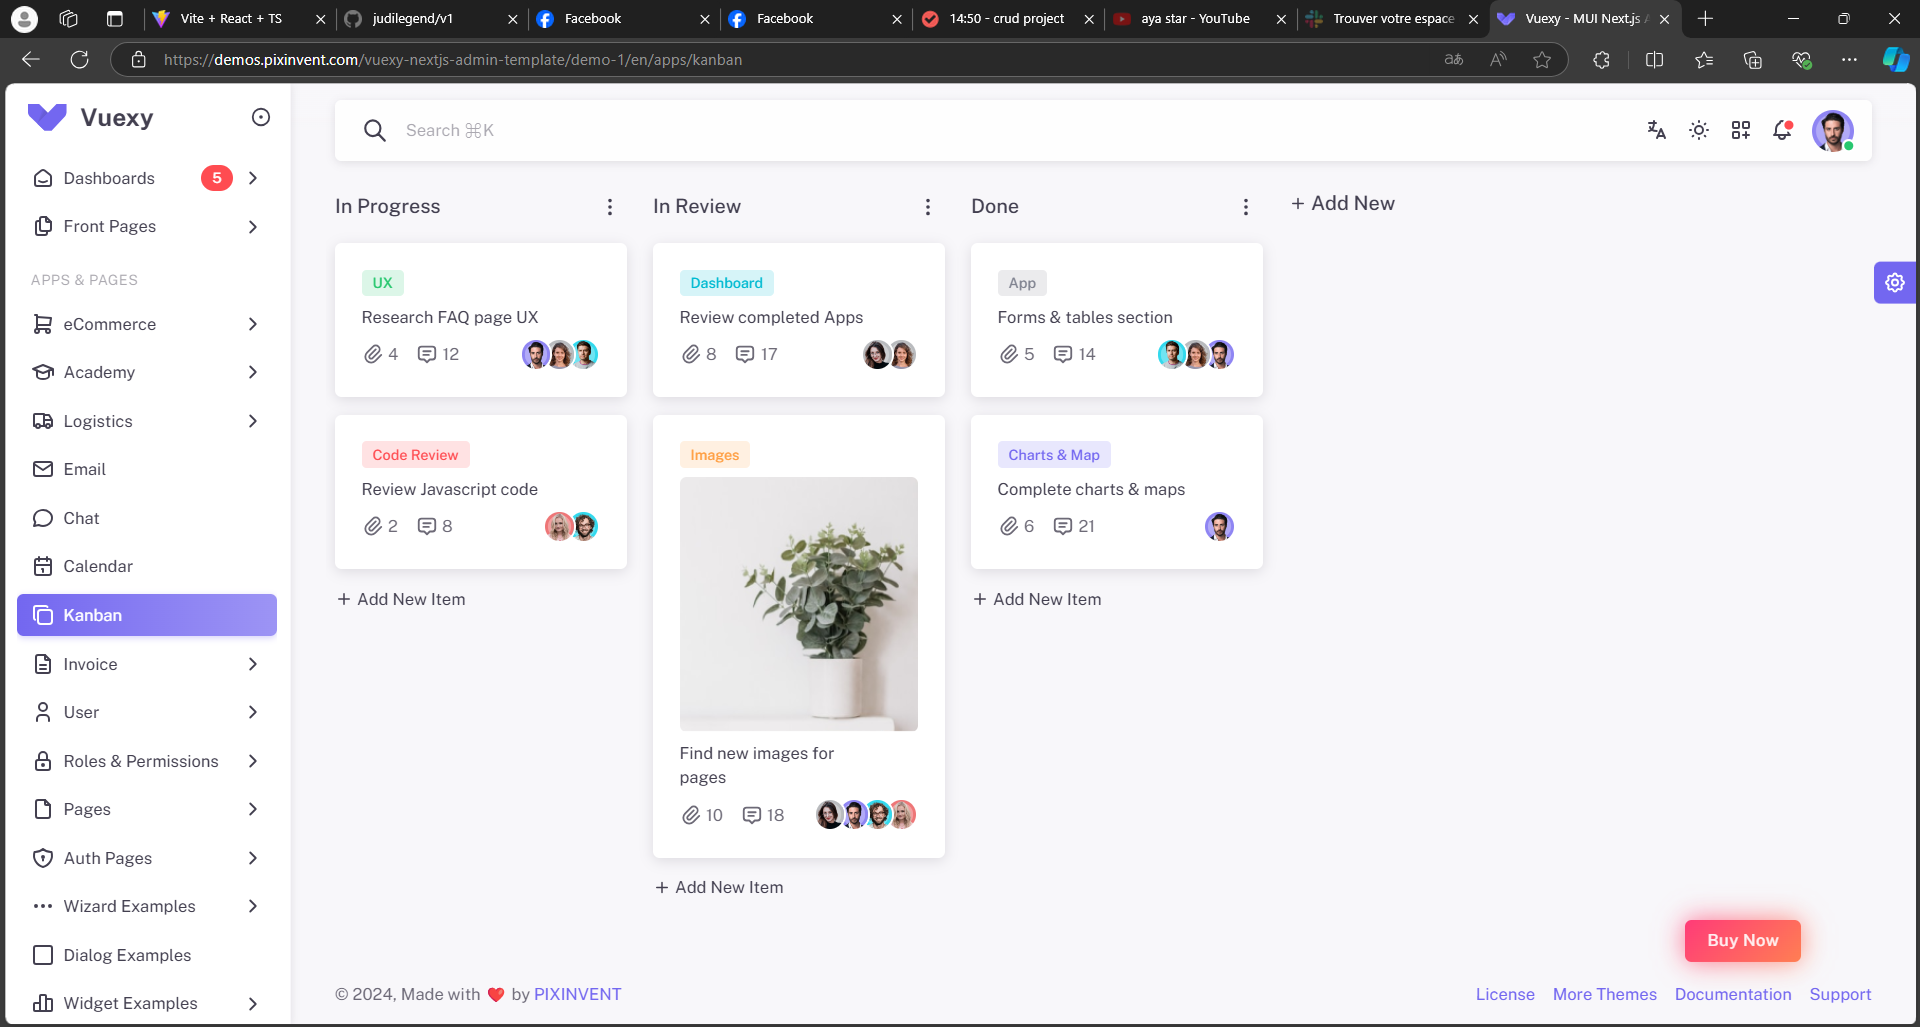 Vite + React + TS
judilegend/v1
Facebook
Facebook
14:50 - crud project
aya star - YouTube
Trouver votre espace
Vuexy - MUI Next.js
https://demos.pixinvent.com/vuexy-nextjs-admin-template/demo-1/en/apps/kanban
Vuexy
Dashboards
5
Front Pages
APPS & PAGES
eCommerce
Academy
Logistics
Email
Chat
Calendar
Kanban
Invoice
User
Roles & Permissions
Pages
Auth Pages
Wizard Examples
Dialog Examples
Widget Examples
Search ⌘K
In Progress
UX
Research FAQ page UX
4 12
Code Review
Review Javascript code
2 8
+ Add New Item
In Review
Dashboard
Review completed Apps
8 17
Images
Find new images for
pages
10 18
+ Add New Item
Done
App
Forms & tables section
5 14
Charts & Map
Complete charts & maps
6 21
+ Add New Item
+ Add New
Buy Now
© 2024, Made with ❤️ by PIXINVENT
License More Themes Documentation Support